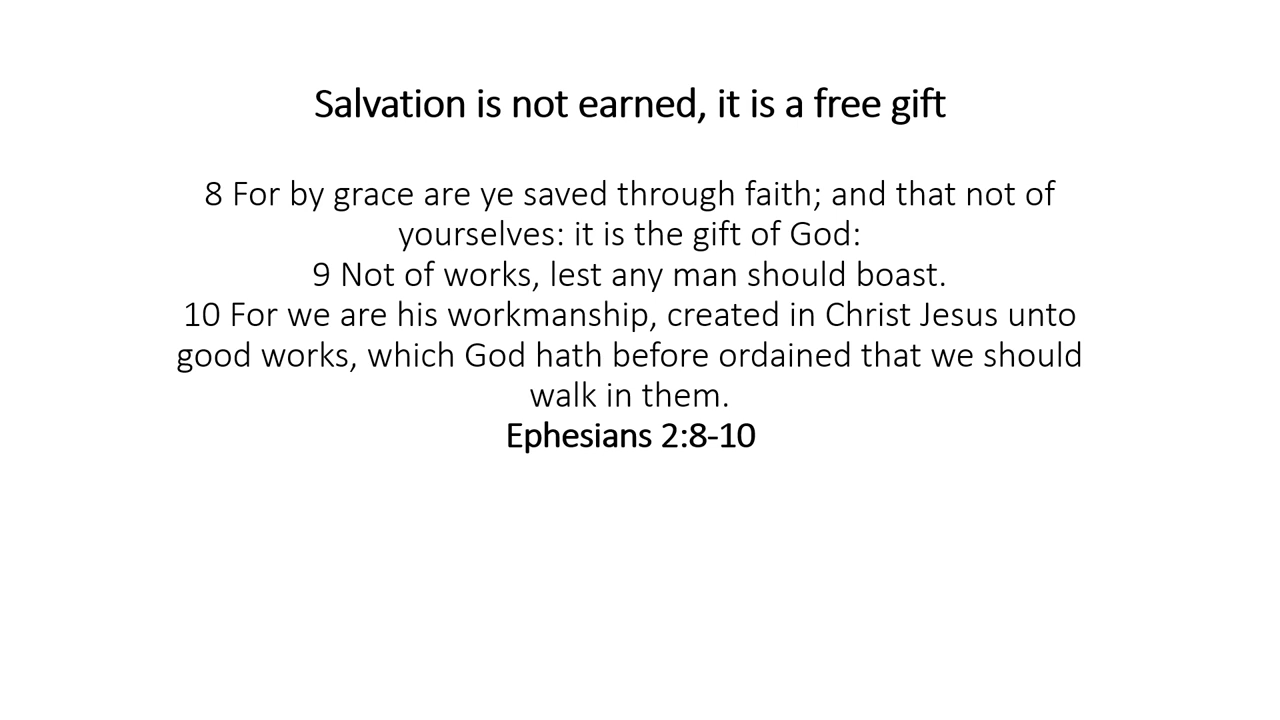 Salvation is not earned, it is a free gift
8 For by grace are ye saved through faith; and that not of
yourselves: it is the gift of God:
9 Not of works, lest any man should boast.
10 For we are his workmanship, created in Christ Jesus unto
good works, which God hath before ordained that we should
walk in them.
Ephesians 2:8-10